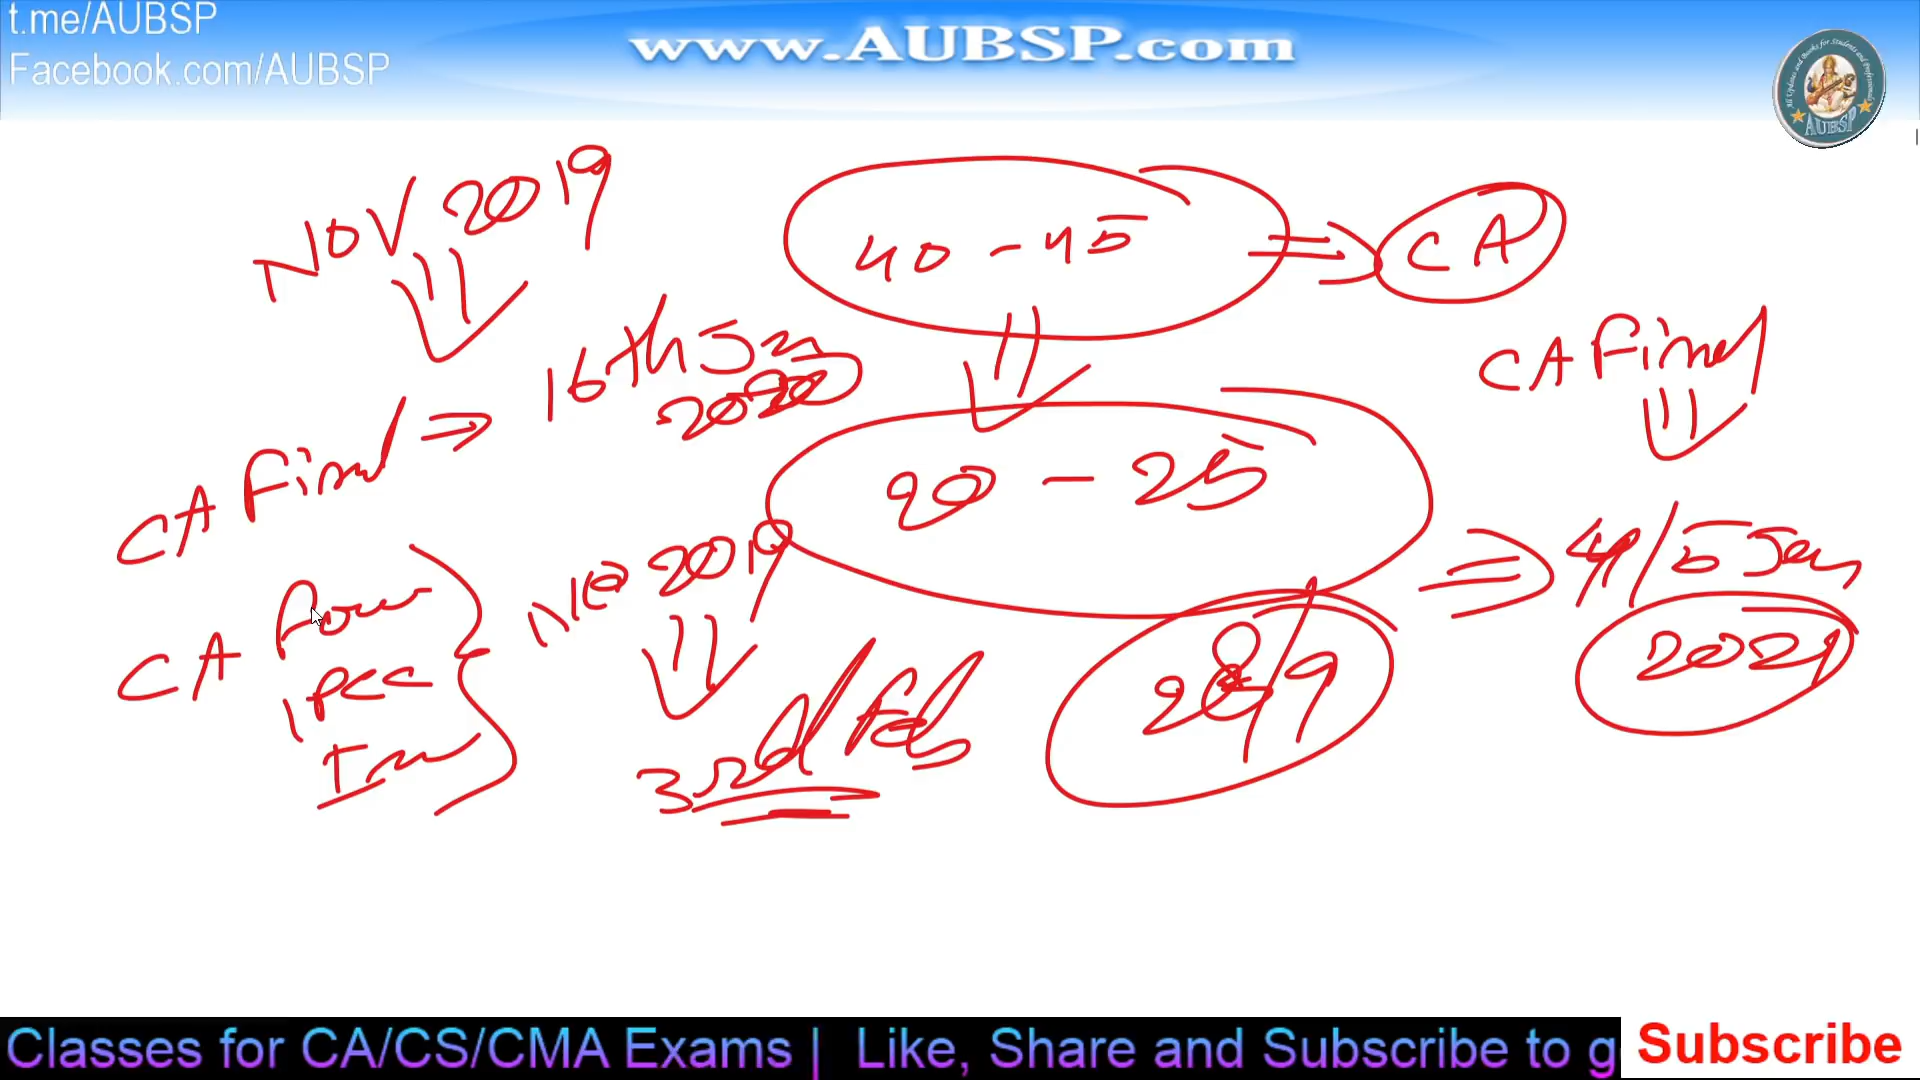 t.me/AUBSP
Facebook.com/AUBSP
www.AUBSP.com
AUBSP
NOV 2019
40 - 45
CA
16th Jan
2020
CA Final
CA Final
20 - 25
4/5 Jan
2021
CA Foun
IPCC
Int
Nov 2019
3rd Feb
Classes for CA/CS/CMA Exams | Like, Share and Subscribe to g
Subscribe